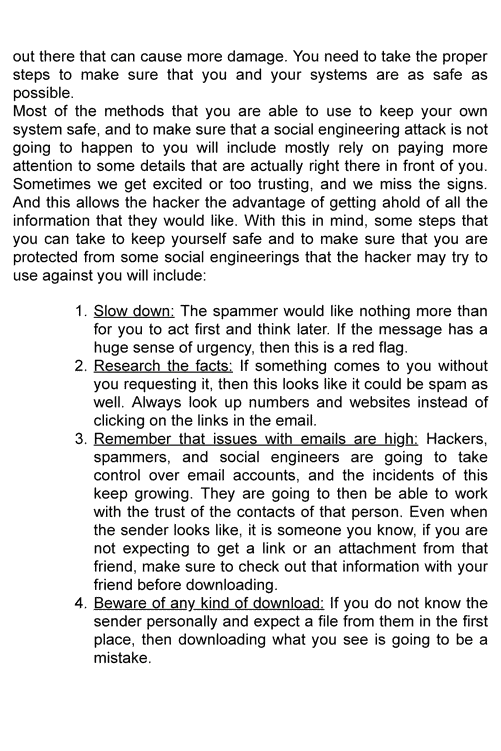 out there that can cause more damage. You need to take the proper
steps to make sure that you and your systems are as safe as
possible.
Most of the methods that you are able to use to keep your own
system safe, and to make sure that a social engineering attack is not
going to happen to you will include mostly rely on paying more
attention to some details that are actually right there in front of you.
Sometimes we get excited or too trusting, and we miss the signs.
And this allows the hacker the advantage of getting ahold of all the
information that they would like. With this in mind, some steps that
you can take to keep yourself safe and to make sure that you are
protected from some social engineerings that the hacker may try to
use against you will include:
1. Slow down: The spammer would like nothing more than
for you to act first and think later. If the message has a
huge sense of urgency, then this is a red flag.
2. Research the facts: If something comes to you without
you requesting it, then this looks like it could be spam as
well. Always look up numbers and websites instead of
clicking on the links in the email.
3. Remember that issues with emails are high: Hackers,
spammers, and social engineers are going to take
control over email accounts, and the incidents of this
keep growing. They are going to then be able to work
with the trust of the contacts of that person. Even when
the sender looks like, it is someone you know, if you are
not expecting to get a link or an attachment from that
friend, make sure to check out that information with your
friend before downloading.
4. Beware of any kind of download: If you do not know the
sender personally and expect a file from them in the first
place, then downloading what you see is going to be a
mistake.